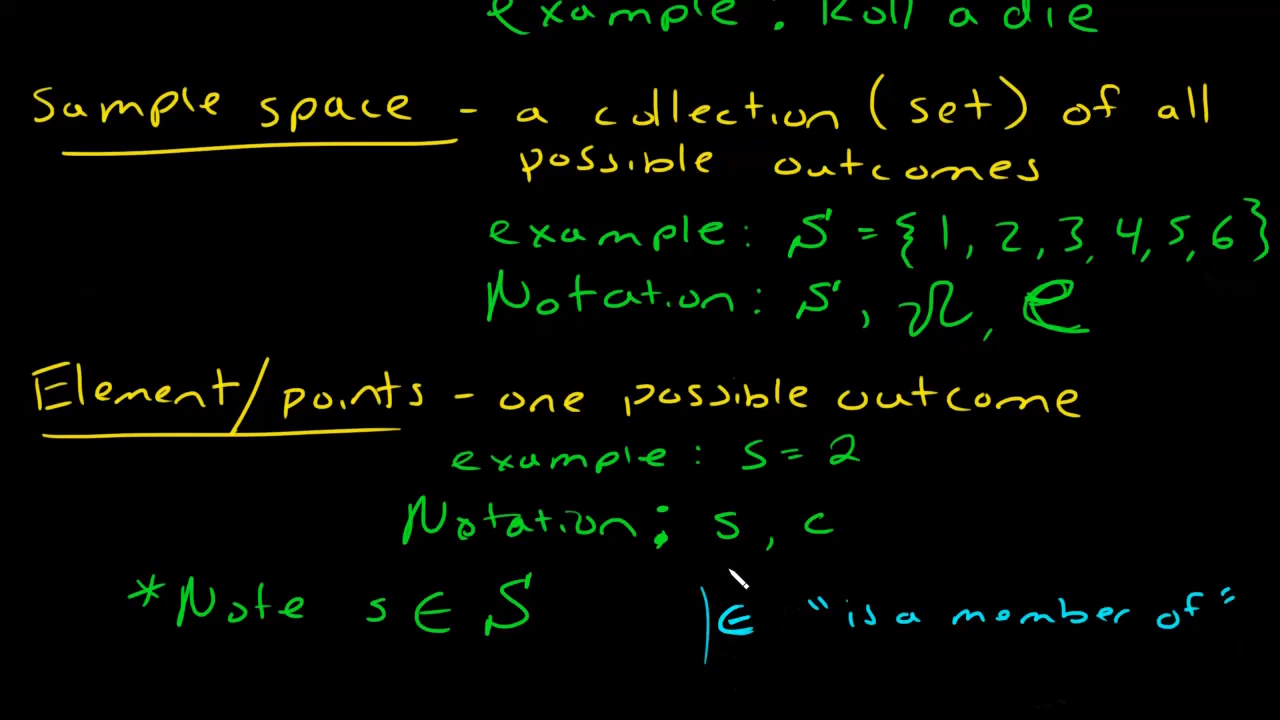 example: Roll a die
Sample space - a collection (set) of all
possible outcomes
example: S = {1, 2, 3, 4, 5, 6}
Notation: S, Ω, C
Element/points - one possible outcome
example: s = 2
Notation: s, c
*Note s ∈ S
∈ "is a member of"